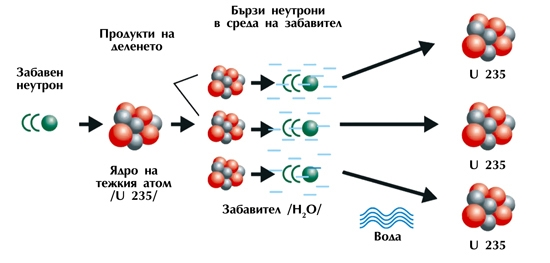 Бързи неутрони
в среда на забавител
Продукти на
деленето
Забавен
неутрон
U 235
U 235
Ядро на
тежкия атом
/U 235/
Забавител /H₂O/
Вода
U 235